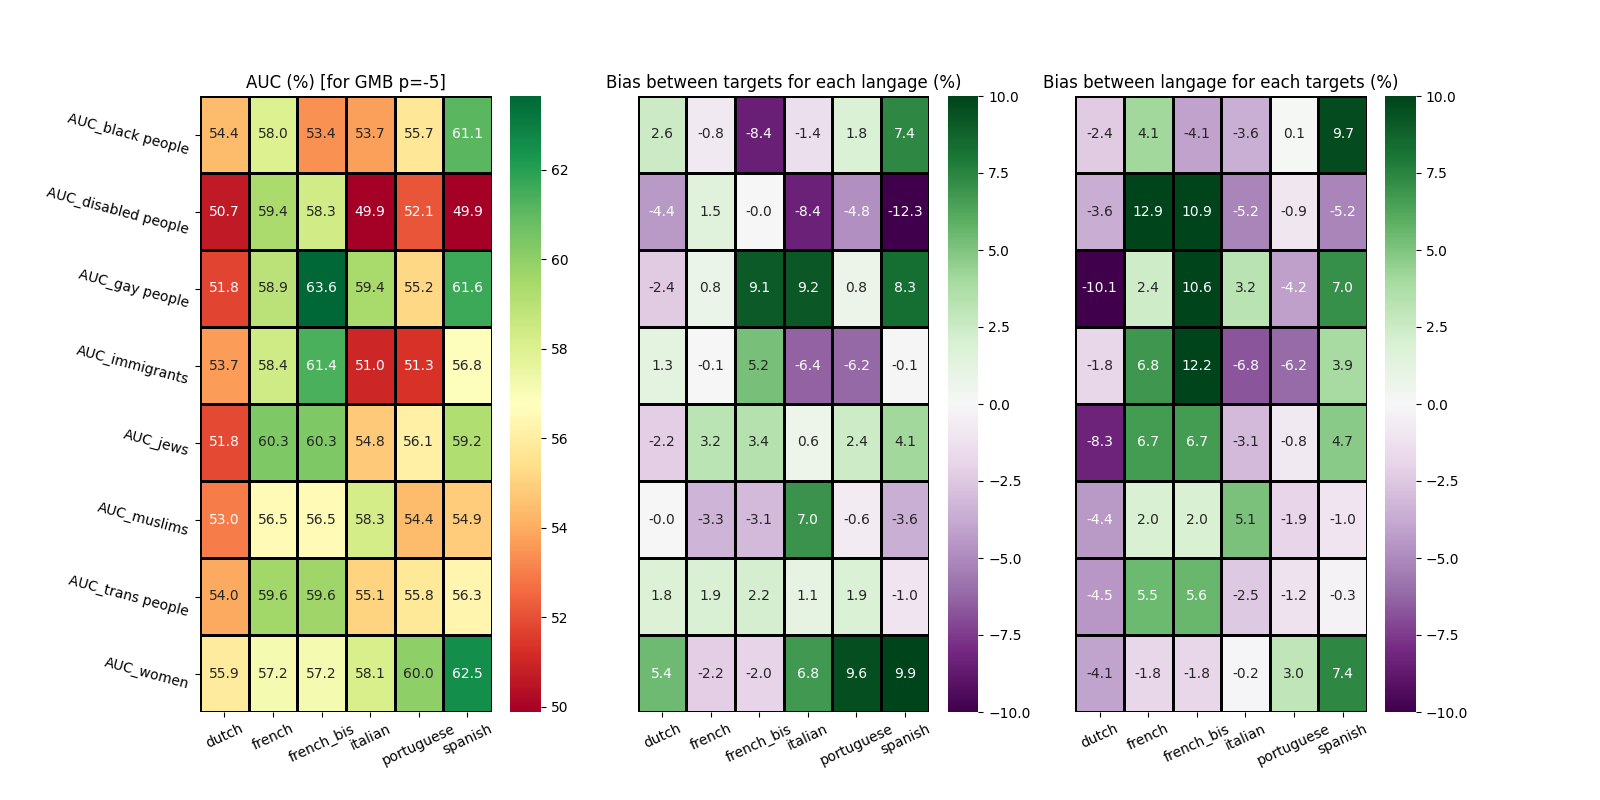 AUC (%) [for GMB p=-5] Bias between targets for each langage (%) Bias between langage for each targets (%)
AUC_black people 54.4 58.0 53.4 53.7 55.7 61.1 2.6 -0.8 -8.4 -1.4 1.8 7.4 -2.4 4.1 -4.1 -3.6 0.1 9.7
AUC_disabled people 50.7 59.4 58.3 49.9 52.1 49.9 -4.4 1.5 -0.0 -8.4 -4.8 -12.3 -3.6 12.9 10.9 -5.2 -0.9 -5.2
AUC_gay people 51.8 58.9 63.6 59.4 55.2 61.6 -2.4 0.8 9.1 9.2 0.8 8.3 -10.1 2.4 10.6 3.2 -4.2 7.0
AUC_immigrants 53.7 58.4 61.4 51.0 51.3 56.8 1.3 -0.1 5.2 -6.4 -6.2 -0.1 -1.8 6.8 12.2 -6.8 -6.2 3.9
AUC_jews 51.8 60.3 60.3 54.8 56.1 59.2 -2.2 3.2 3.4 0.6 2.4 4.1 -8.3 6.7 6.7 -3.1 -0.8 4.7
AUC_muslims 53.0 56.5 56.5 58.3 54.4 54.9 -0.0 -3.3 -3.1 7.0 -0.6 -3.6 -4.4 2.0 2.0 5.1 -1.9 -1.0
AUC_trans people 54.0 59.6 59.6 55.1 55.8 56.3 1.8 1.9 2.2 1.1 1.9 -1.0 -4.5 5.5 5.6 -2.5 -1.2 -0.3
AUC_women 55.9 57.2 57.2 58.1 60.0 62.5 5.4 -2.2 -2.0 6.8 9.6 9.9 -4.1 -1.8 -1.8 -0.2 3.0 7.4
dutch french french_bis italian portuguese spanish dutch french french_bis italian portuguese spanish dutch french french_bis italian portuguese spanish
62
60
58
56
54
52
50
10.0
7.5
5.0
2.5
0.0
−2.5
−5.0
−7.5
−10.0
10.0
7.5
5.0
2.5
0.0
−2.5
−5.0
−7.5
−10.0